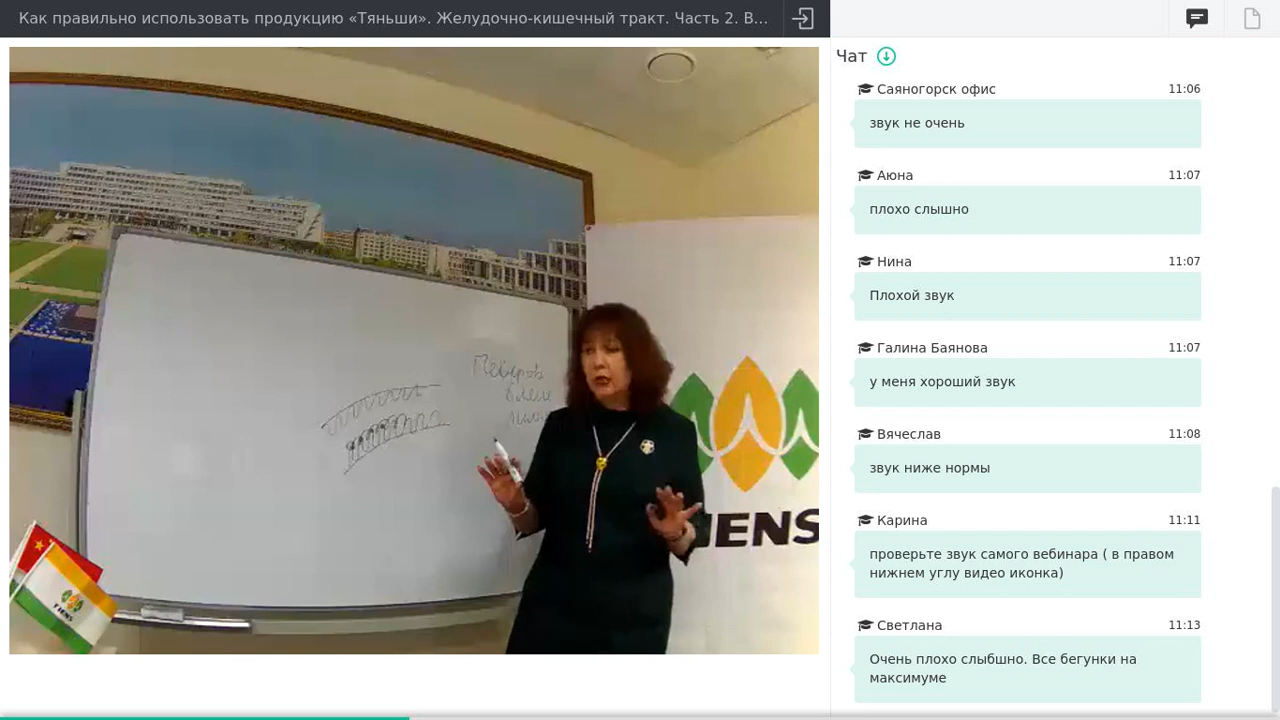 Как правильно использовать продукцию «Тяньши». Желудочно-кишечный тракт. Часть 2. В...
Чат
Саяногорск офис 11:06
звук не очень
Аюна 11:07
плохо слышно
Нина 11:07
Плохой звук
Галина Баянова 11:07
у меня хороший звук
Вячеслав 11:08
звук ниже нормы
Карина 11:11
проверьте звук самого вебинара ( в правом
нижнем углу видео иконка)
Светлана 11:13
Очень плохо слыбшно. Все бегунки на
максимуме
TIENS
TIENS